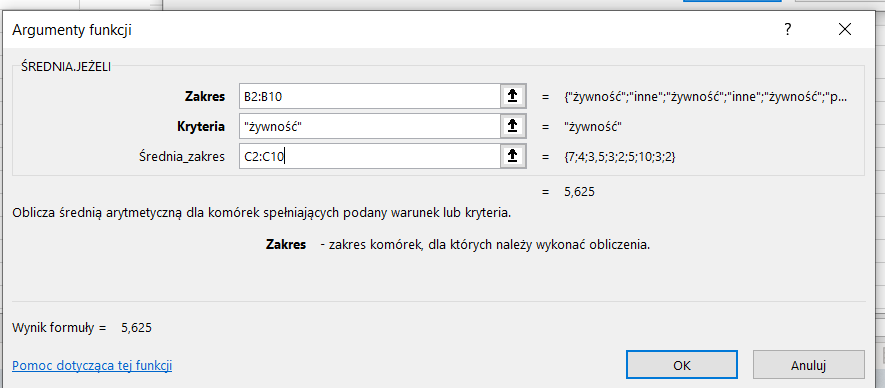 Argumenty funkcji ?
ŚREDNIA.JEŻELI
Zakres B2:B10 = {"żywność";"inne";"żywność";"inne";"żywność";"p...
Kryteria "żywność" = "żywność"
Średnia_zakres C2:C10 = {7;4;3,5;3;2;5;10;3;2}
= 5,625
Oblicza średnią arytmetyczną dla komórek spełniających podany warunek lub kryteria.
Zakres - zakres komórek, dla których należy wykonać obliczenia.
Wynik formuły = 5,625
Pomoc dotycząca tej funkcji OK Anuluj